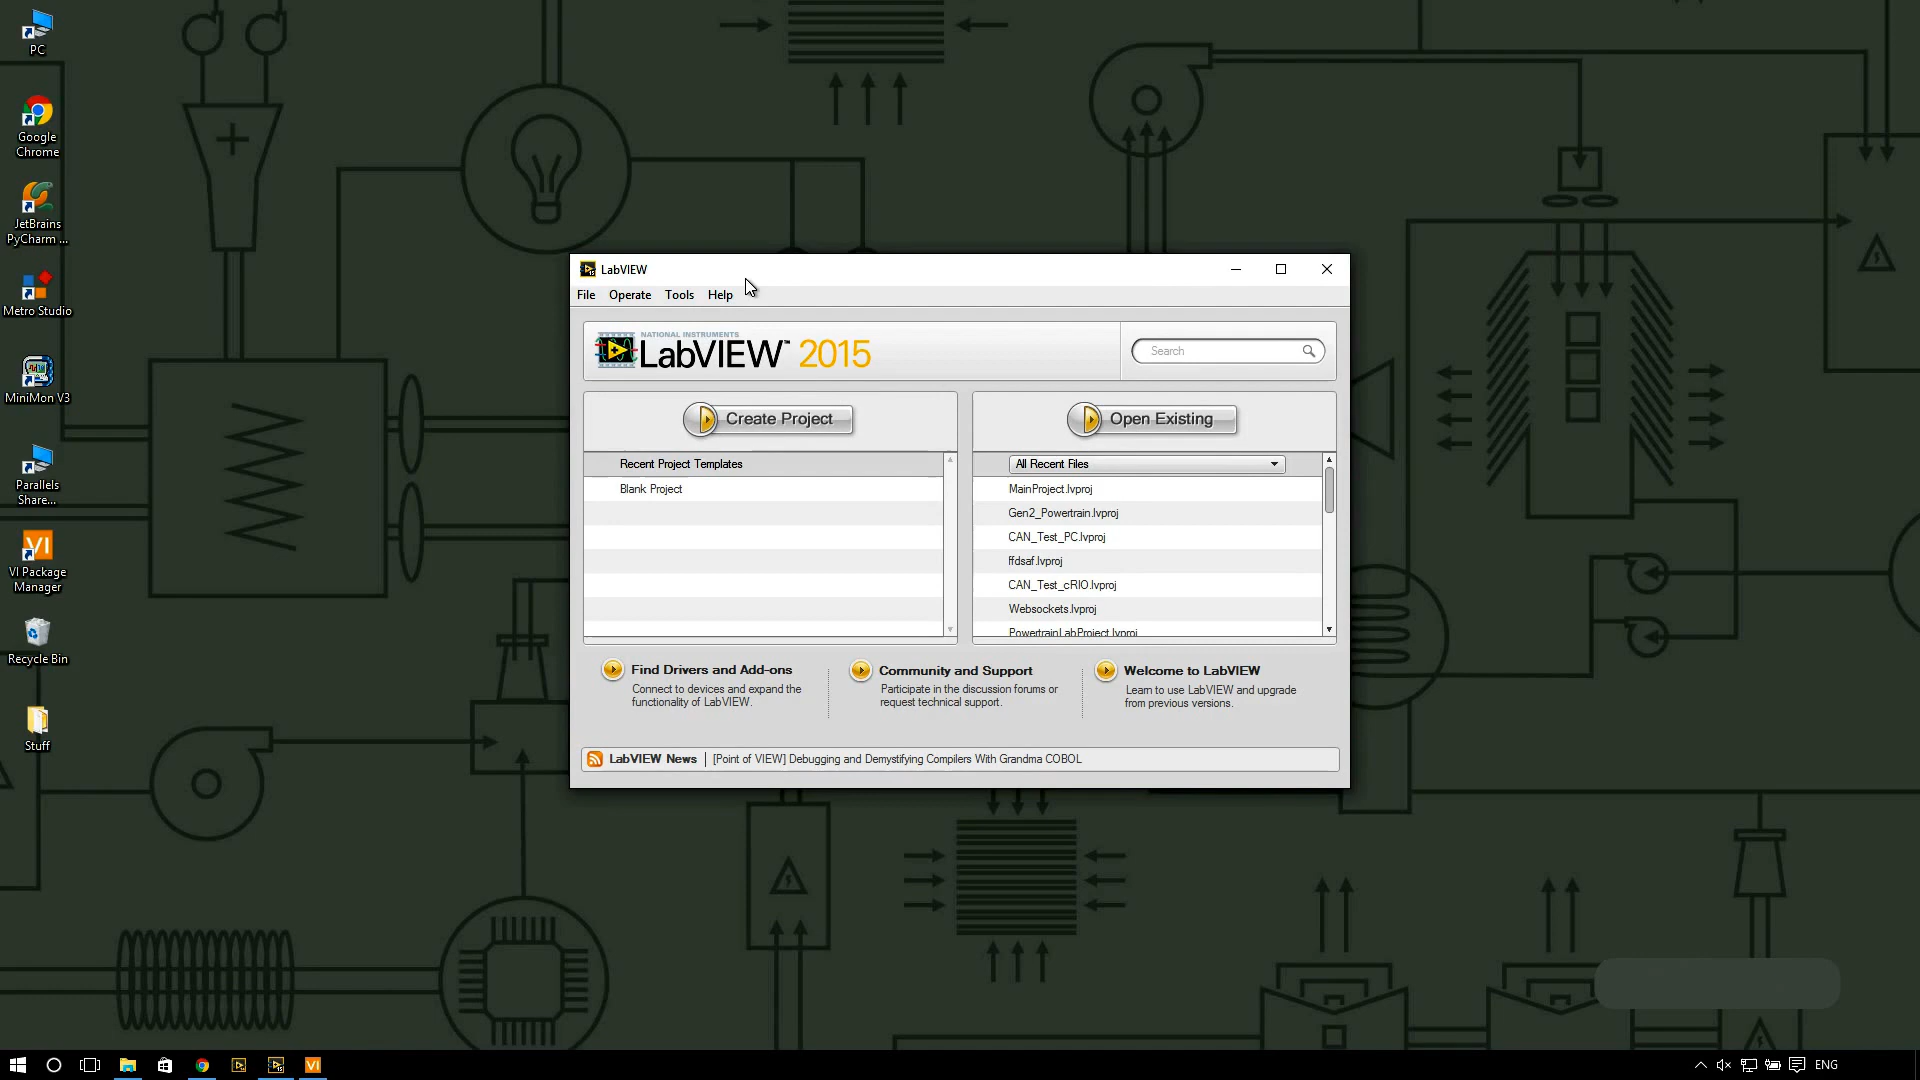 PC
Google
Chrome
JetBrains
PyCharm ...
Metro Studio
MiniMon V3
Parallels
Share...
VI
VI Package
Manager
Recycle Bin
Stuff
LabVIEW
File Operate Tools Help
NATIONAL INSTRUMENTS
LabVIEW™ 2015
Search
Create Project
Recent Project Templates
Blank Project
Open Existing
All Recent Files
MainProject.lvproj
Gen2_Powertrain.lvproj
CAN_Test_PC.lvproj
ffdsaf.lvproj
CAN_Test_cRIO.lvproj
Websockets.lvproj
PowertrainLabProject.lvproj
Find Drivers and Add-ons
Connect to devices and expand the
functionality of LabVIEW.
Community and Support
Participate in the discussion forums or
request technical support.
Welcome to LabVIEW
Learn to use LabVIEW and upgrade
from previous versions.
LabVIEW News | [Point of VIEW] Debugging and Demystifying Compilers With Grandma COBOL
VI
ENG